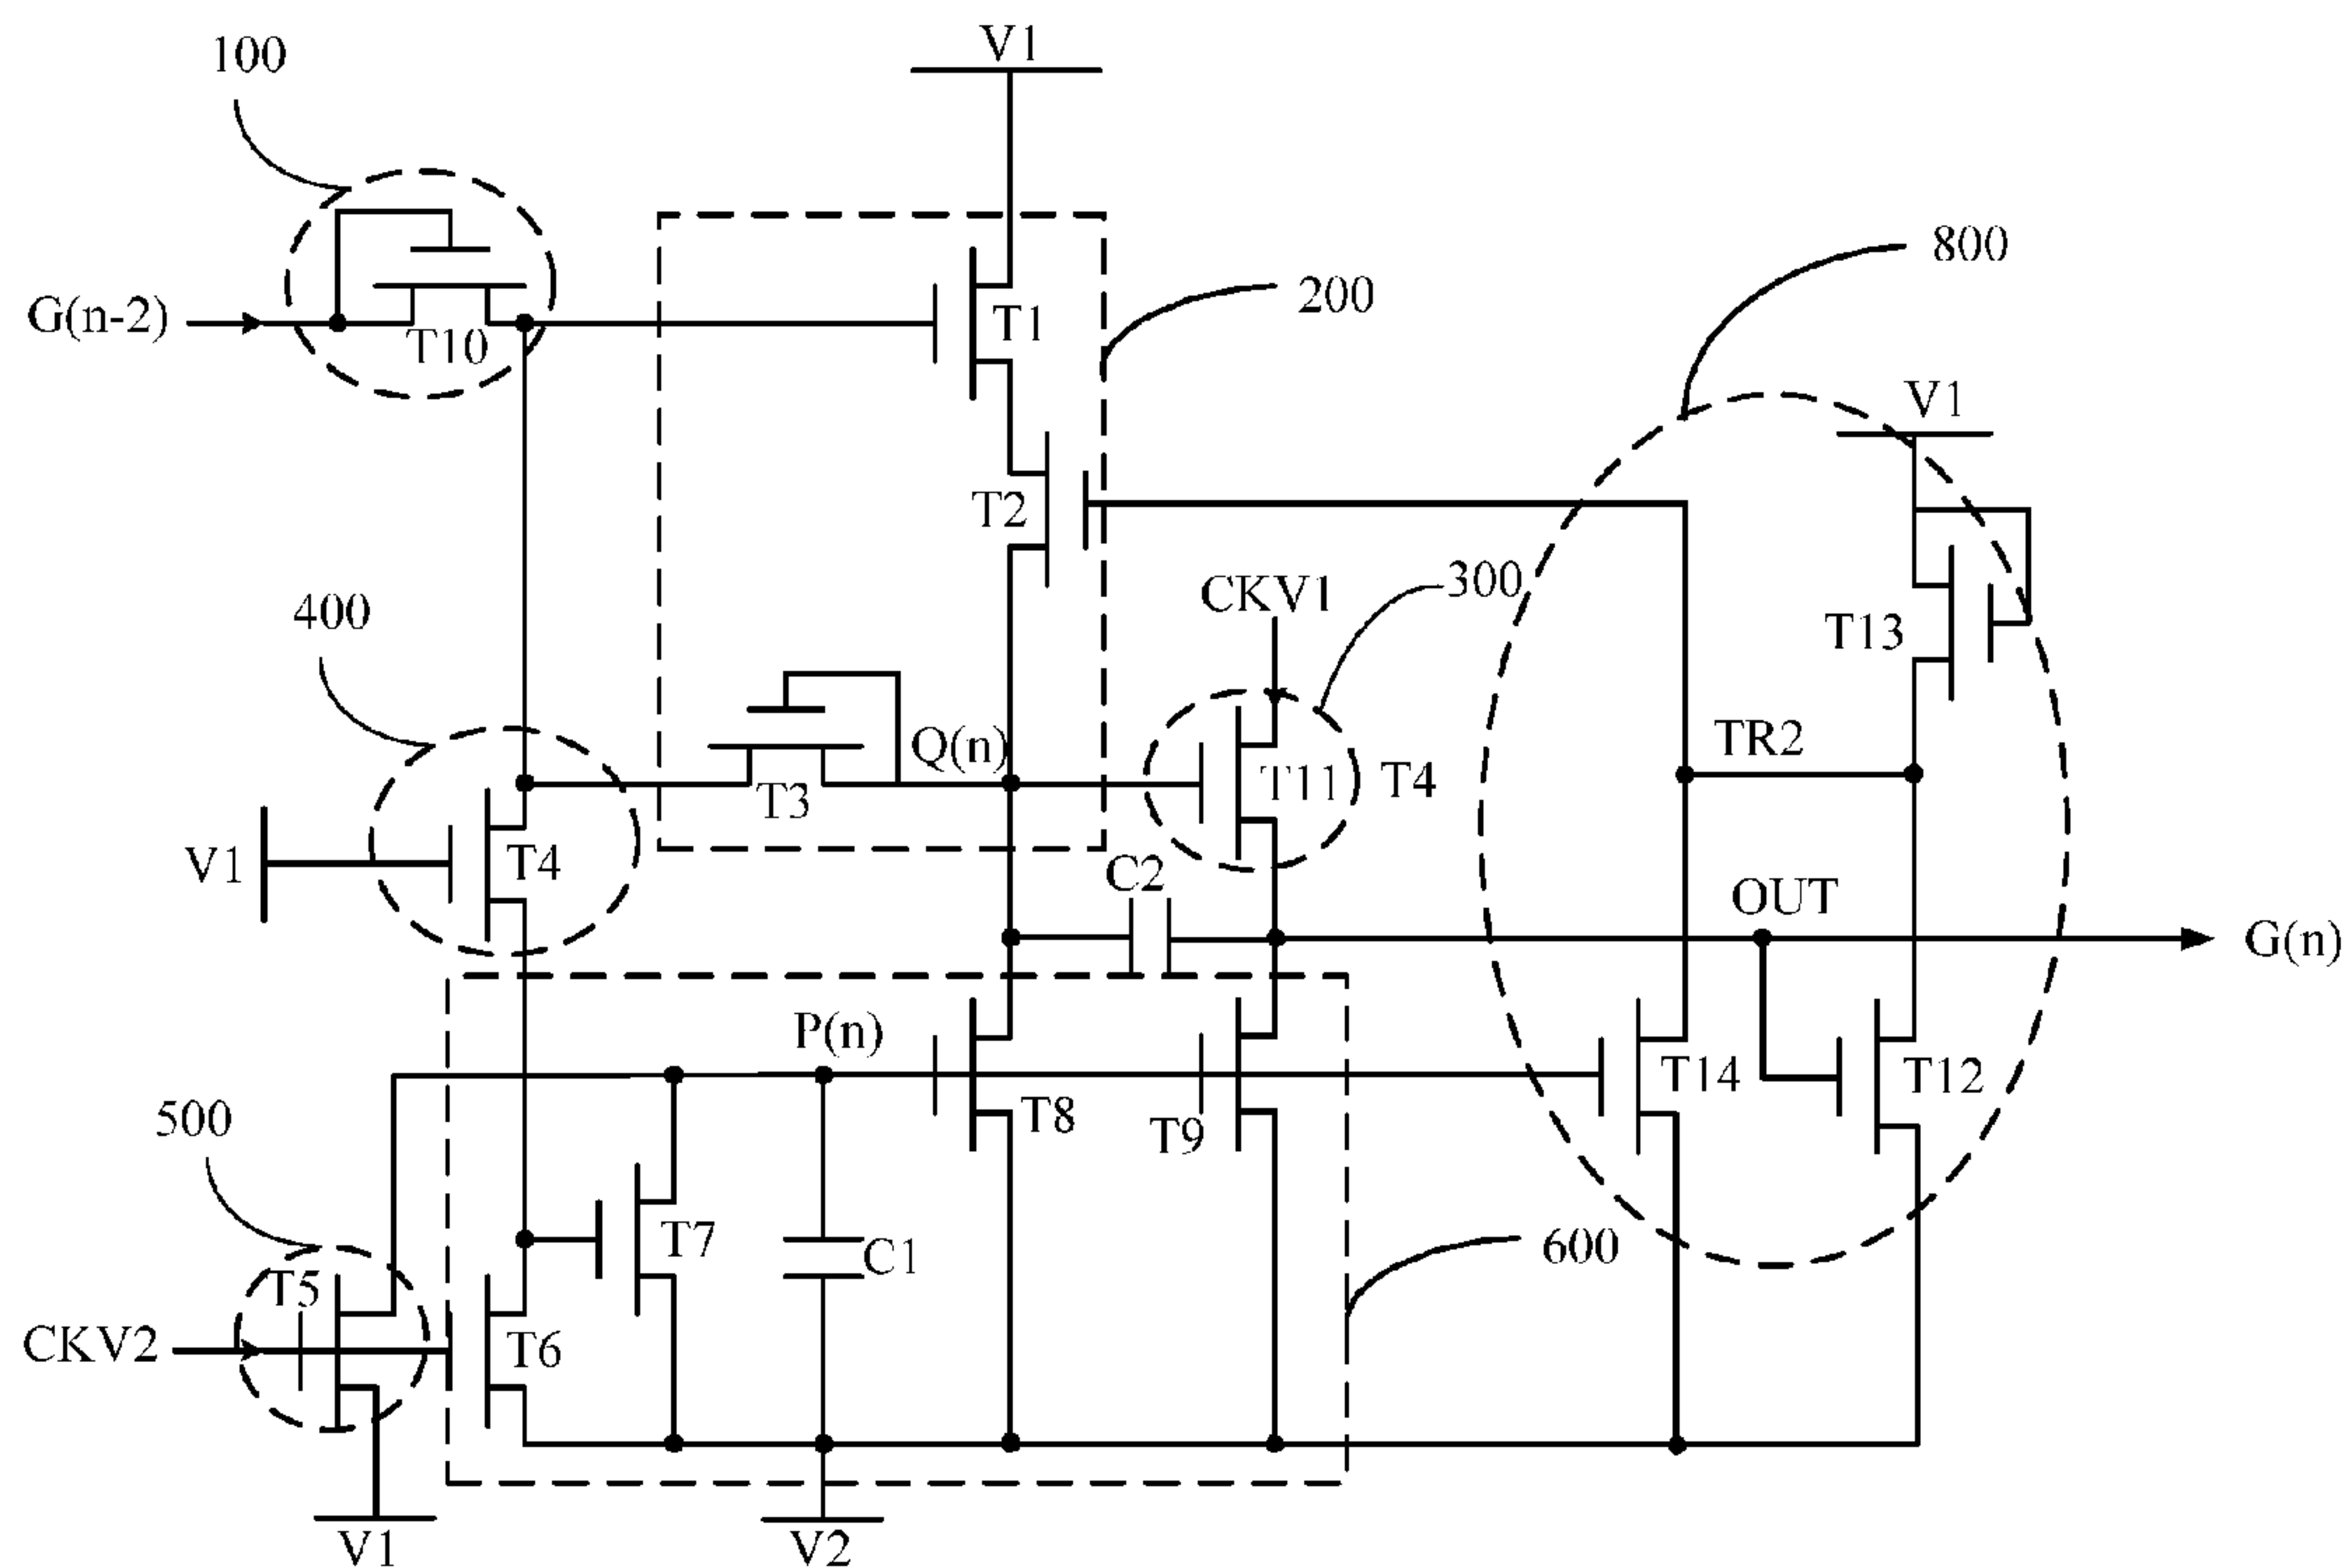 V1
100
800
200
G(n-2)
T1
T10
V1
T2
300
CKV1
400
T13
TR2
Q(n)
T11
T4
T3
V1
T4
C2
OUT
G(n)
P(n)
T14
T12
500
T8
T9
T7
600
C1
T5
CKV2
T6
V1
V2